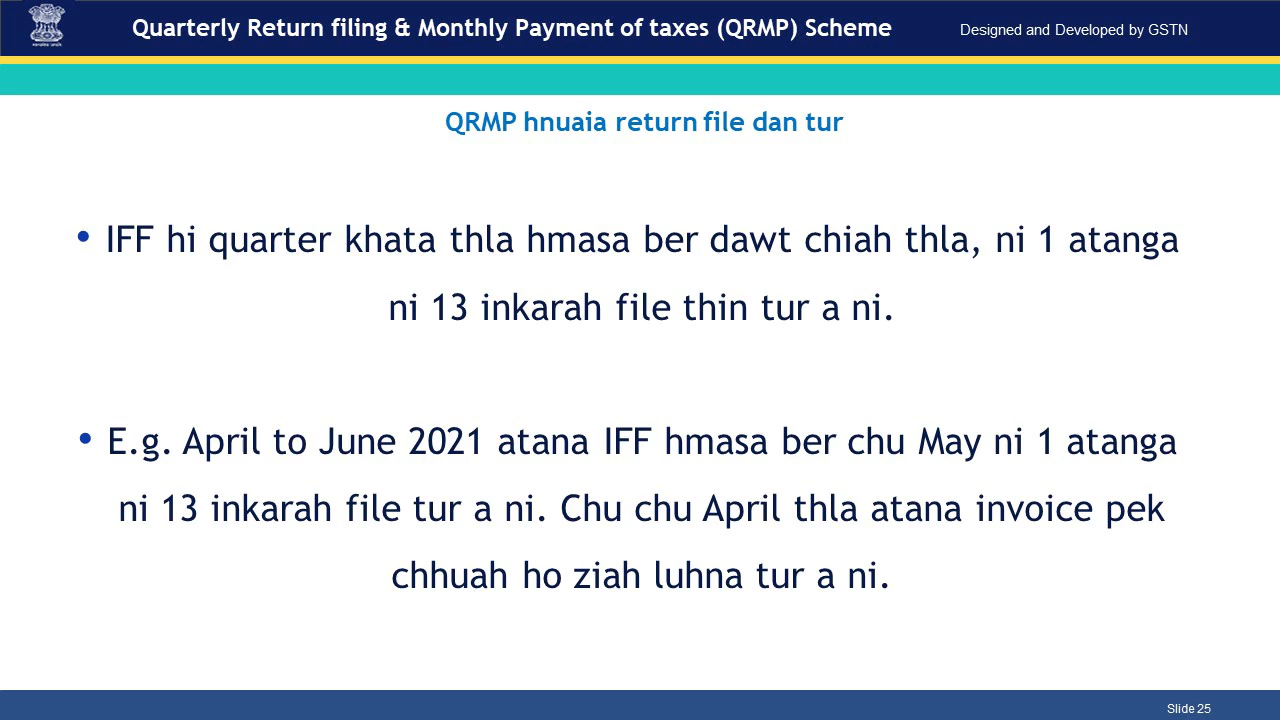 Quarterly Return filing & Monthly Payment of taxes (QRMP) Scheme
Designed and Developed by GSTN
QRMP hnuaia return file dan tur
• IFF hi quarter khata thla hmasa ber dawt chiah thla, ni 1 atanga
ni 13 inkarah file thin tur a ni.
• E.g. April to June 2021 atana IFF hmasa ber chu May ni 1 atanga
ni 13 inkarah file tur a ni. Chu chu April thla atana invoice pek
chhuah ho ziah luhna tur a ni.
Slide 25